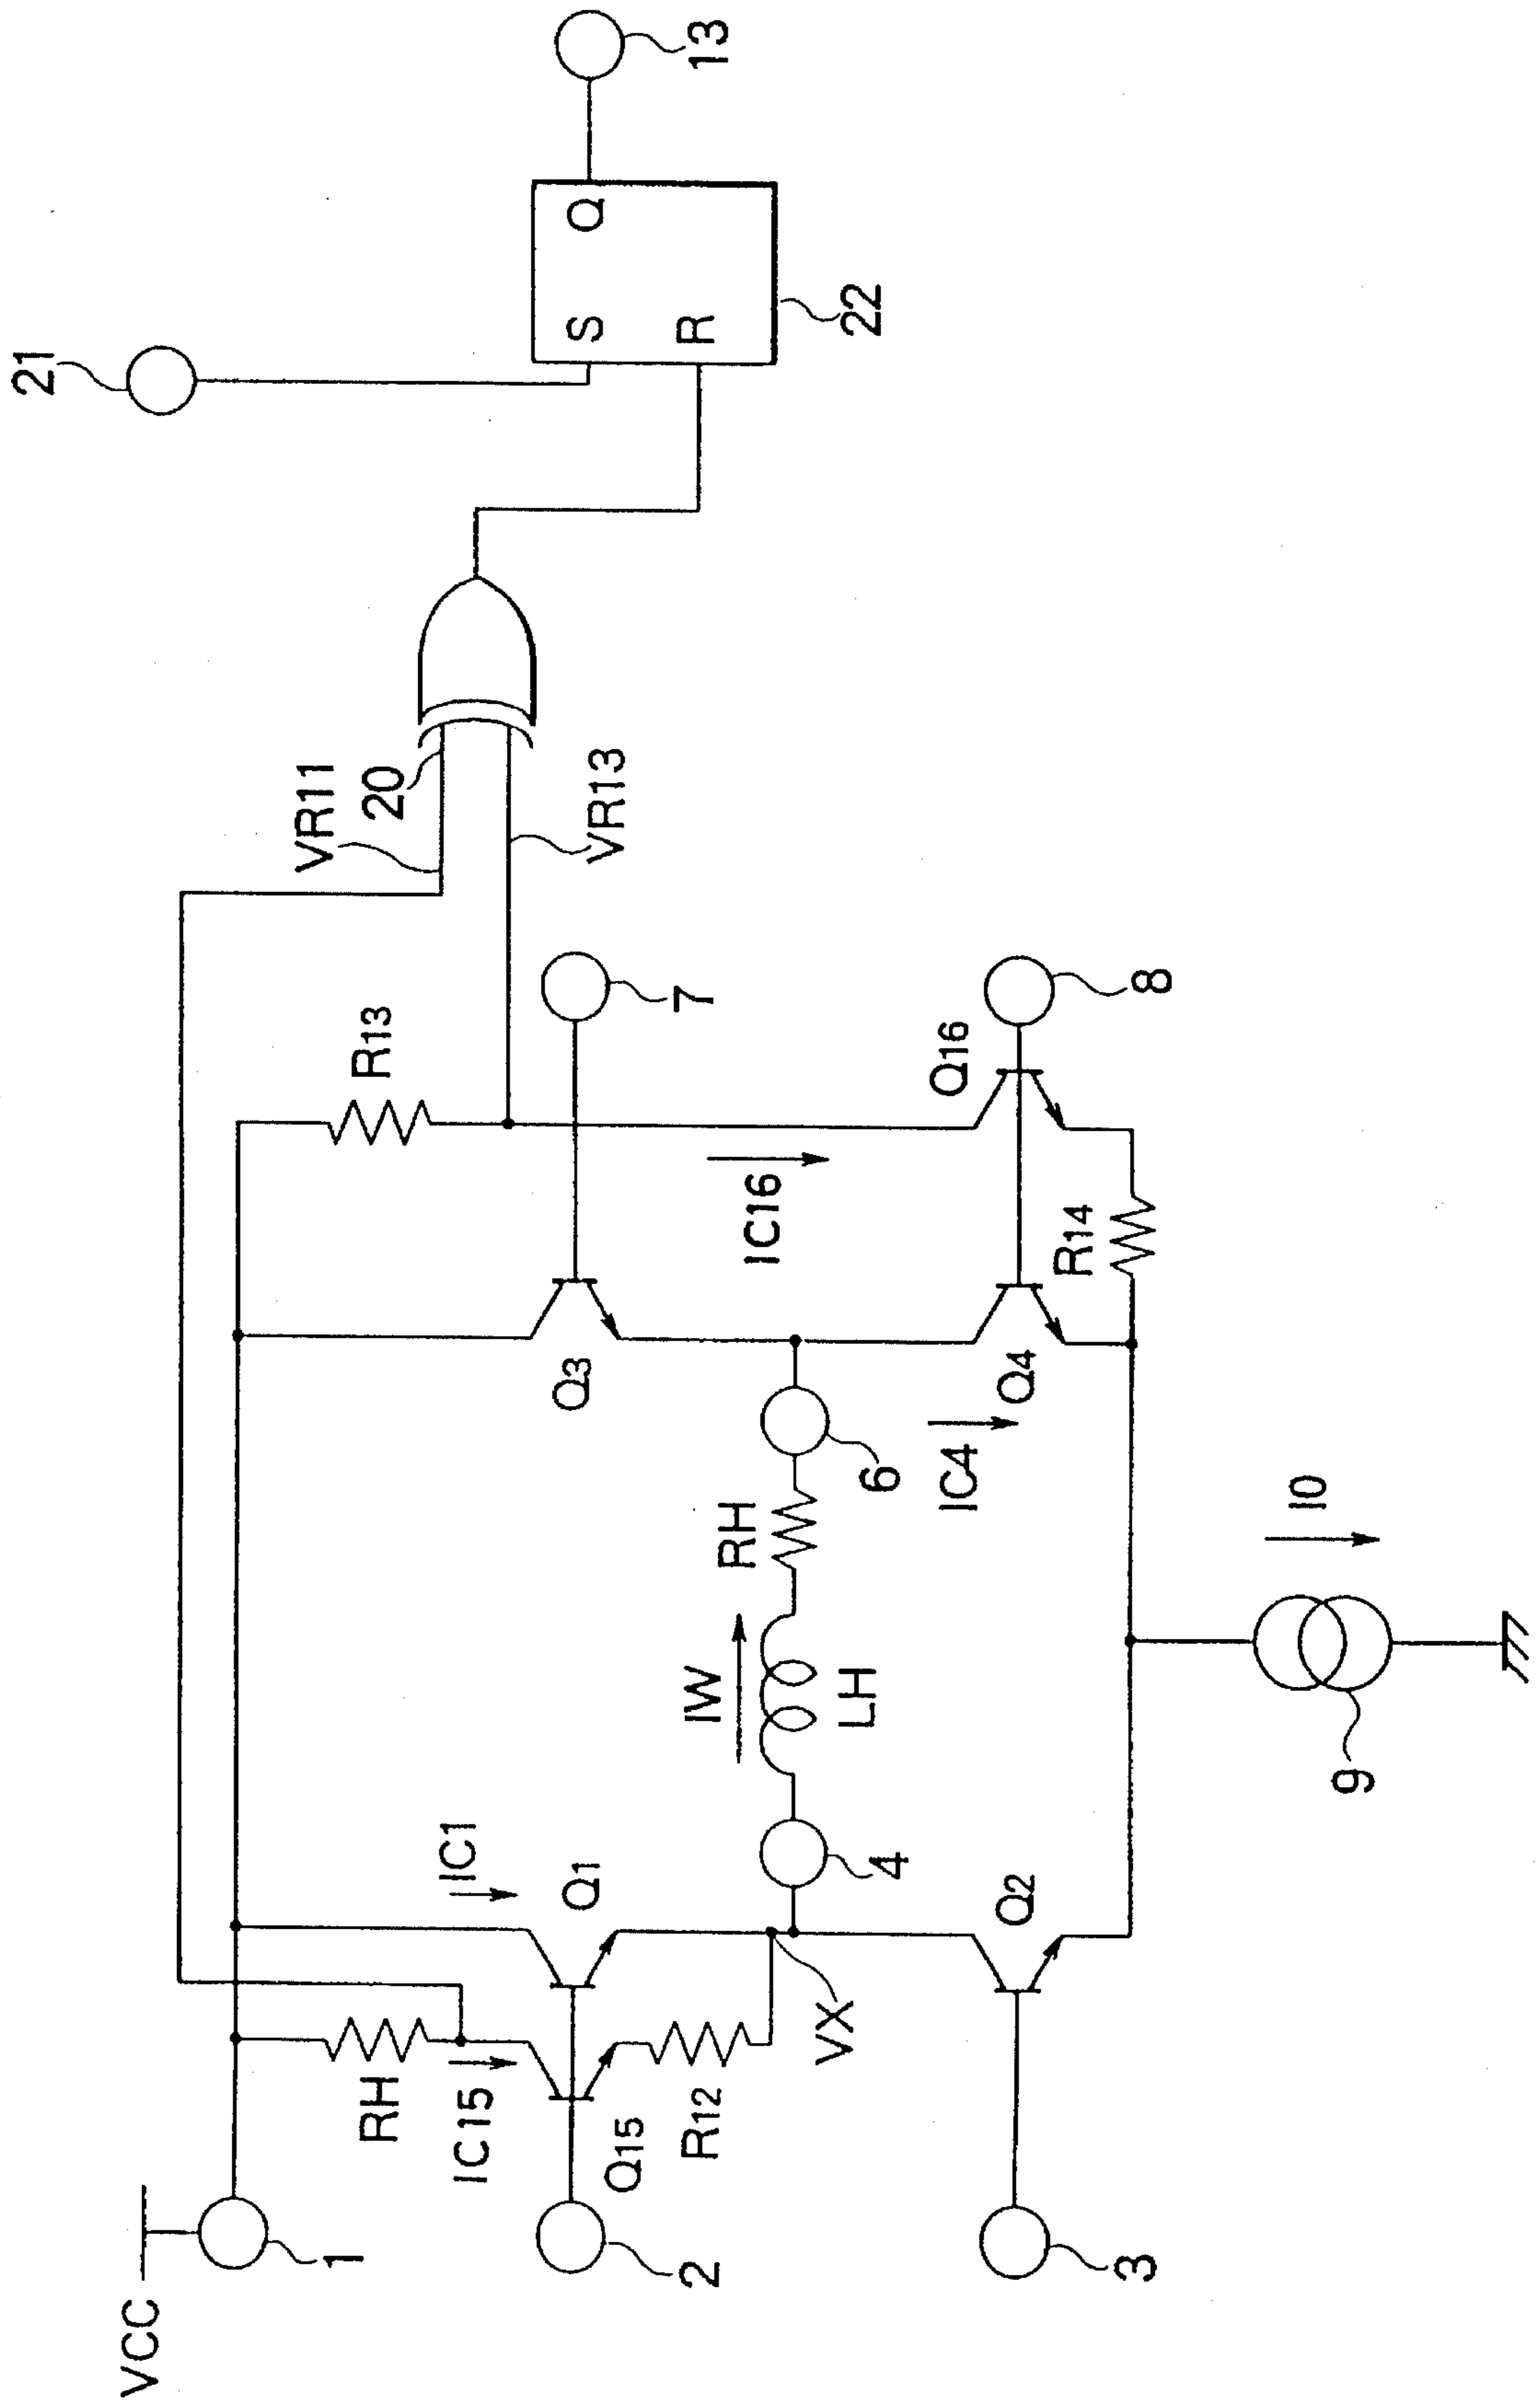 VCC
1
RH
IC15
Q15
R12
2
3
IC1
Q1
VX
Q2
4
IW
LH
RH
6
9
I0
Q3
IC4
Q4
IC16
R14
R13
Q16
7
8
VR11
20
VR13
21
S
Q
R
22
13